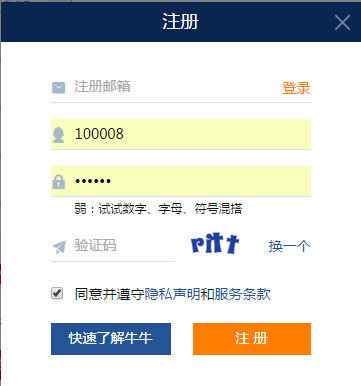 注册
注册邮箱 登录
100008
••••••
弱：试试数字、字母、符号混搭
验证码 ritt 换一个
同意并遵守隐私声明和服务条款
快速了解牛牛 注 册